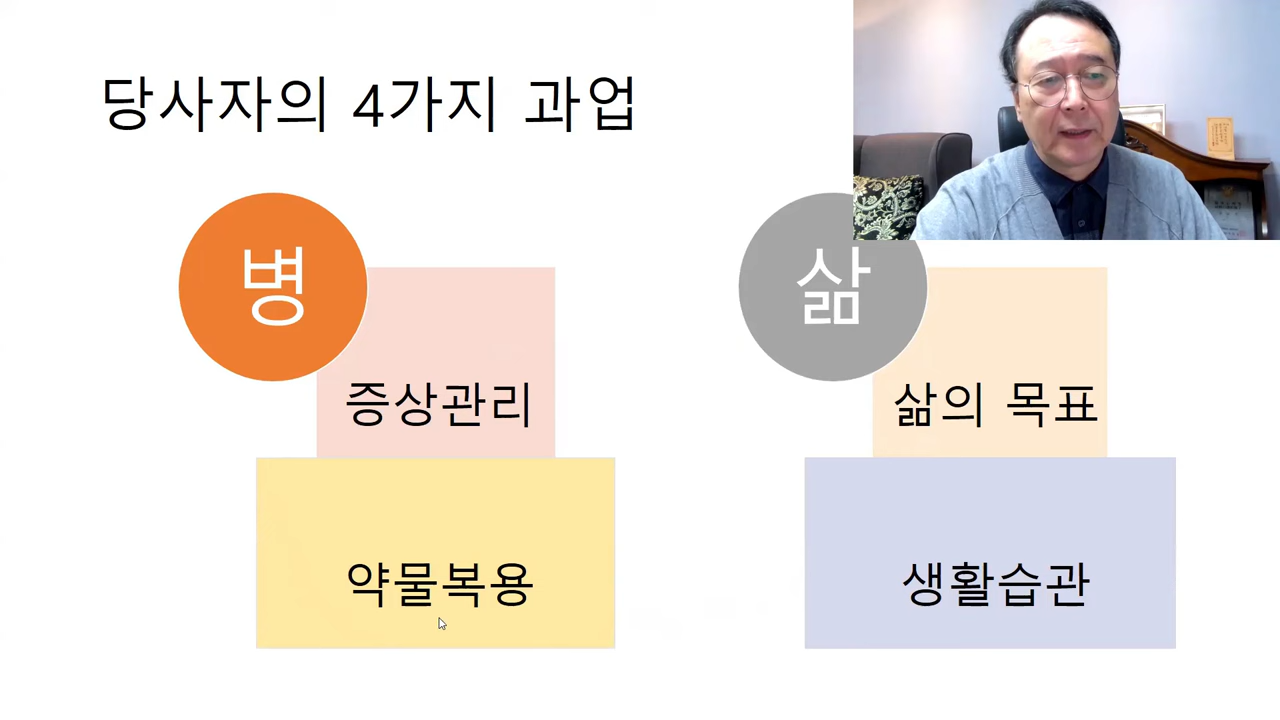 당사자의 4가지 과업
병
삶
증상관리
삶의 목표
약물복용
생활습관